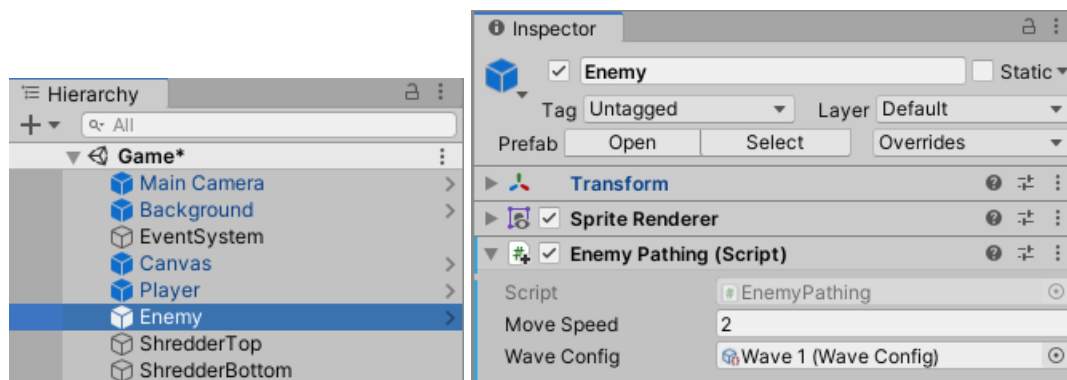 Hierarchy
All
Game*
Main Camera
Background
EventSystem
Canvas
Player
Enemy
ShredderTop
ShredderBottom
Inspector
Enemy
Static
Tag Untagged Layer Default
Prefab Open Select Overrides
Transform
Sprite Renderer
# Enemy Pathing (Script)
Script # EnemyPathing
Move Speed 2
Wave Config Wave 1 (Wave Config)